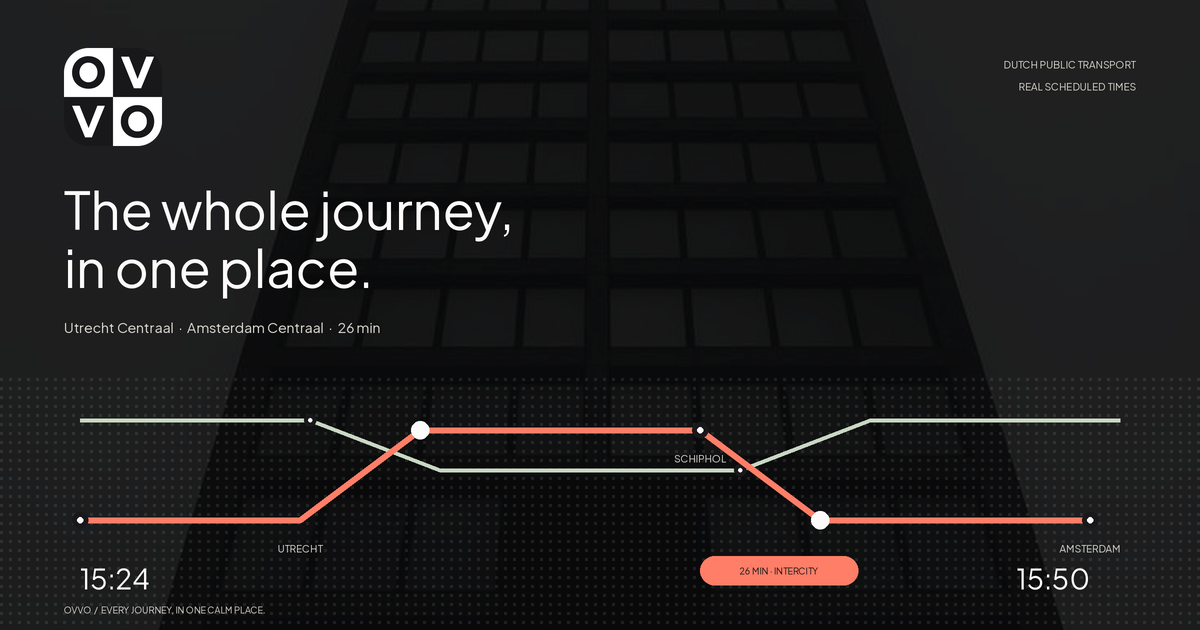 OV
VO
DUTCH PUBLIC TRANSPORT
REAL SCHEDULED TIMES
The whole journey,
in one place.
Utrecht Centraal · Amsterdam Centraal · 26 min
SCHIPHOL
UTRECHT
AMSTERDAM
15:24
26 MIN · INTERCITY
15:50
OVVO / EVERY JOURNEY, IN ONE CALM PLACE.